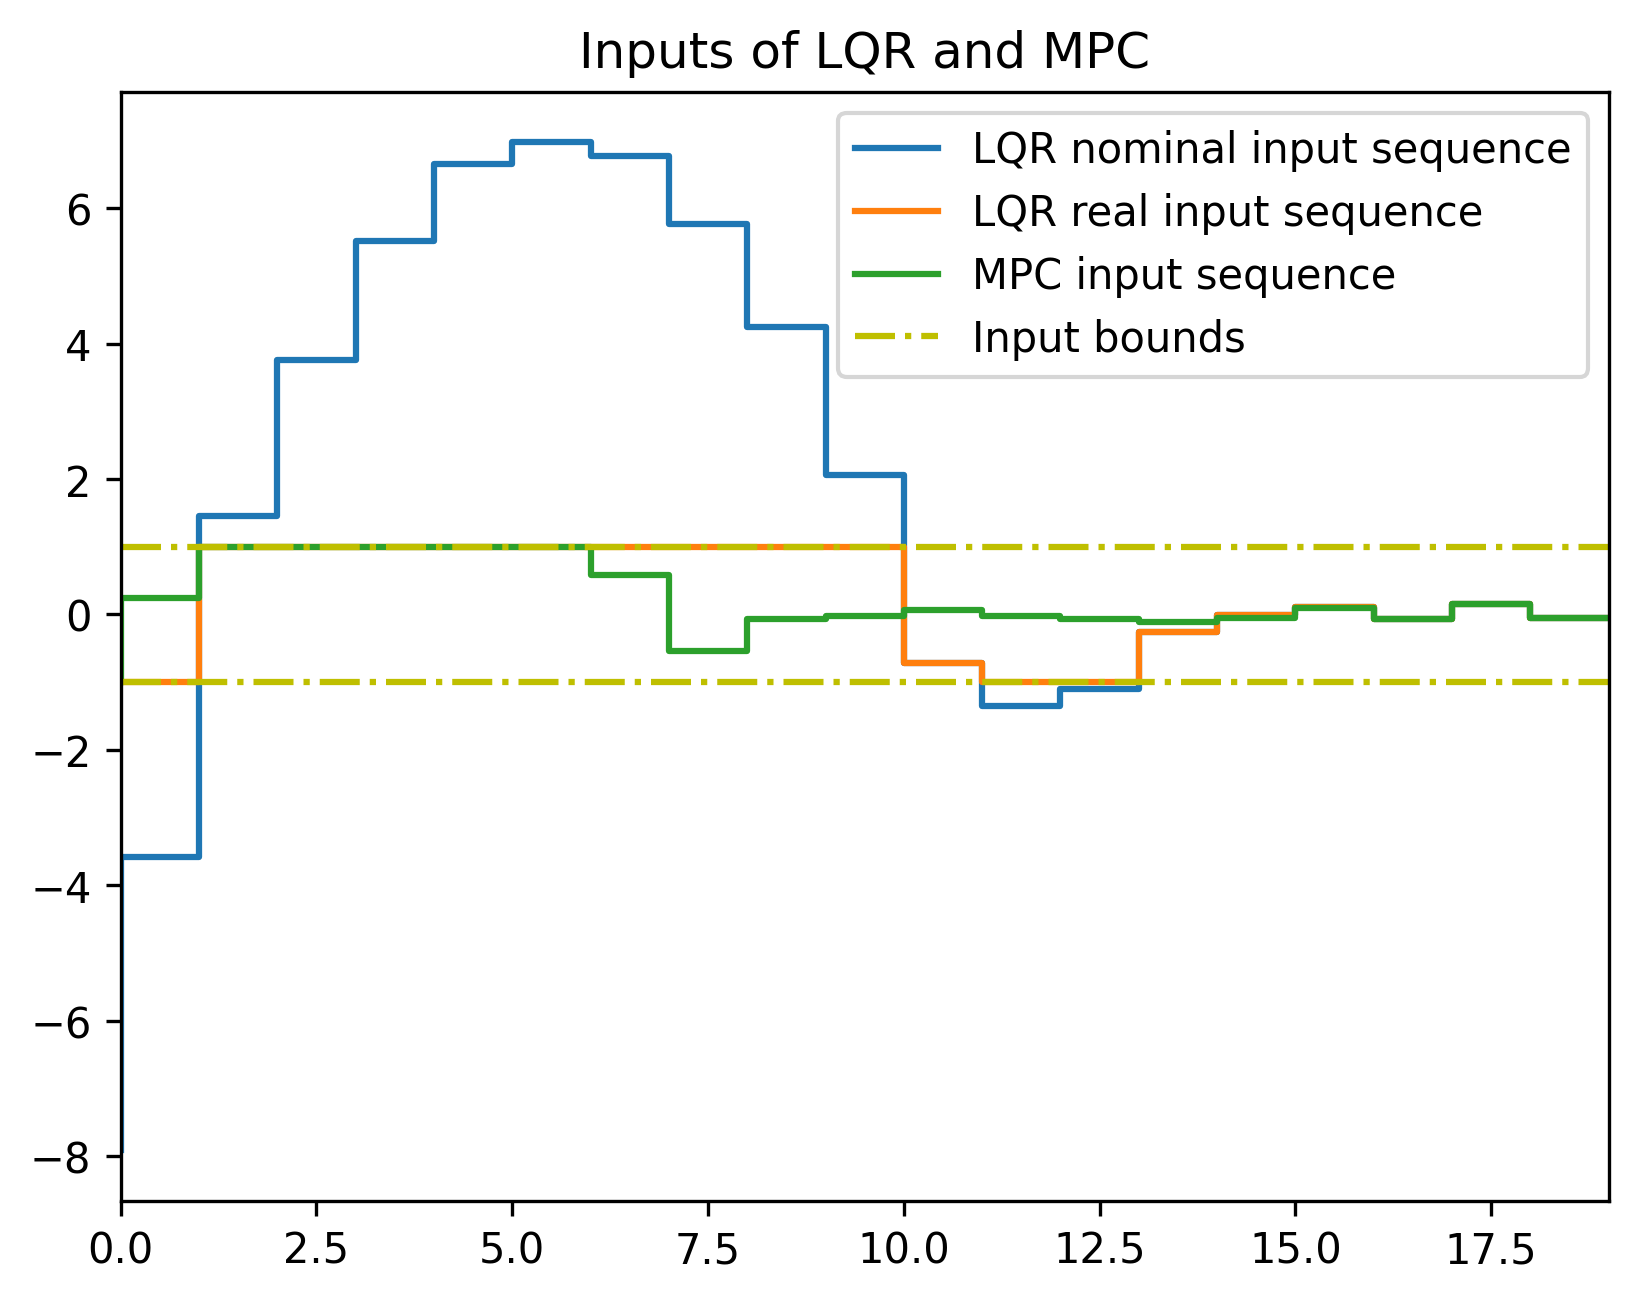 Inputs of LQR and MPC
LQR nominal input sequence
LQR real input sequence
MPC input sequence
Input bounds
6
4
2
0
−2
−4
−6
−8
0.0 2.5 5.0 7.5 10.0 12.5 15.0 17.5